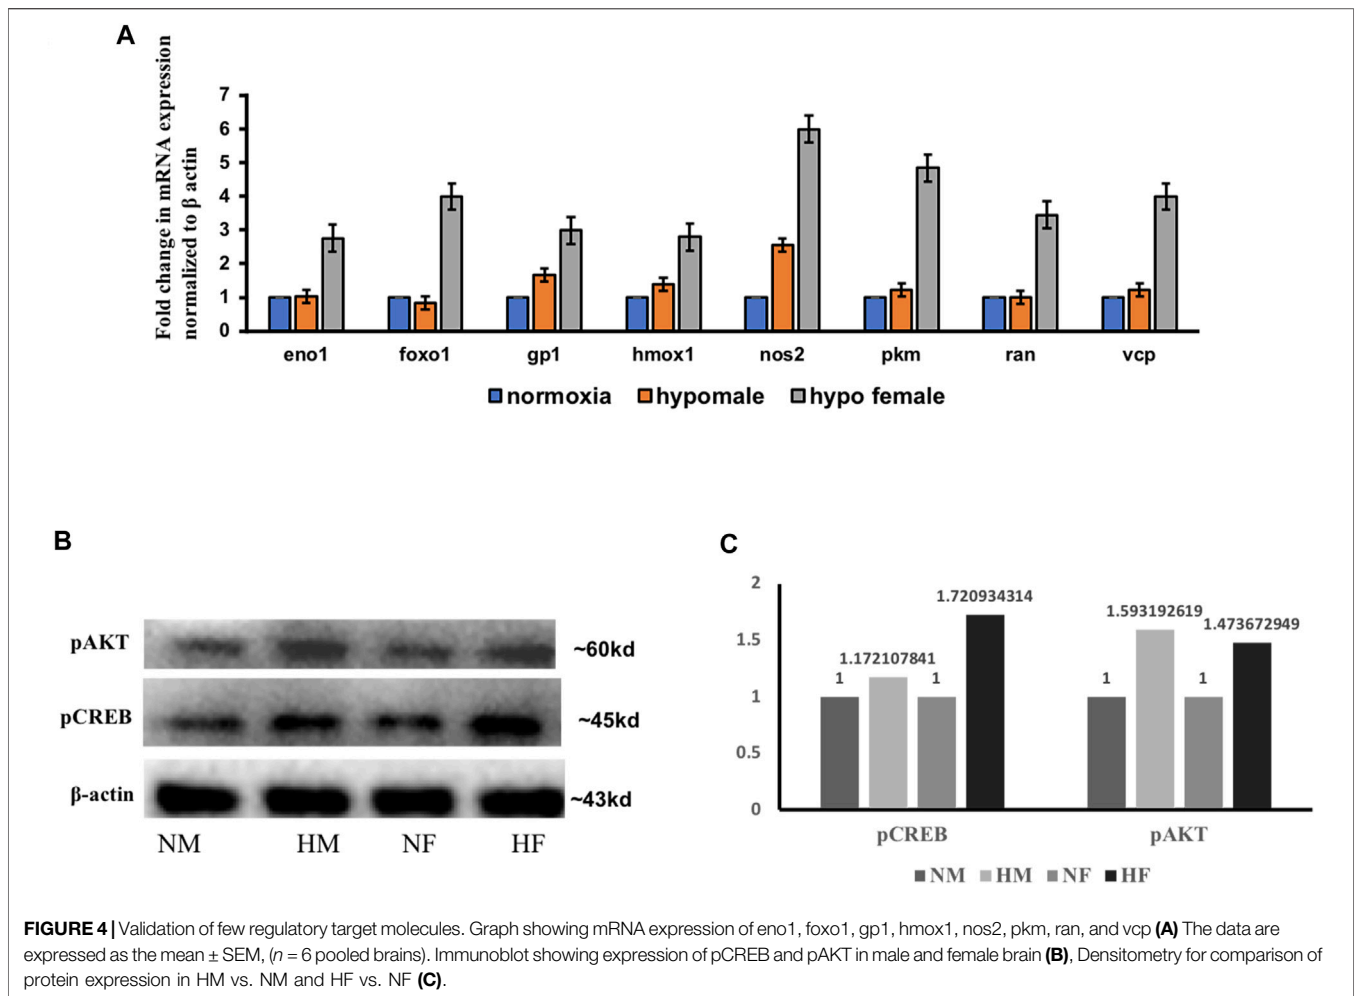 A
Fold change in mRNA expression
normalized to β actin
7
6
5
4
3
2
1
0
eno1 foxo1 gp1 hmox1 nos2 pkm ran vcp
normoxia hypomale hypo female
B
pAKT ~60kd
pCREB ~45kd
β-actin ~43kd
NM HM NF HF
C
2
1.5
1
0.5
0
1 1.172107841 1 1.720934314
1 1.593192619 1 1.473672949
pCREB pAKT
NM HM NF HF
FIGURE 4 | Validation of few regulatory target molecules. Graph showing mRNA expression of eno1, foxo1, gp1, hmox1, nos2, pkm, ran, and vcp (A) The data are
expressed as the mean ± SEM, (n = 6 pooled brains). Immunoblot showing expression of pCREB and pAKT in male and female brain (B), Densitometry for comparison of
protein expression in HM vs. NM and HF vs. NF (C).